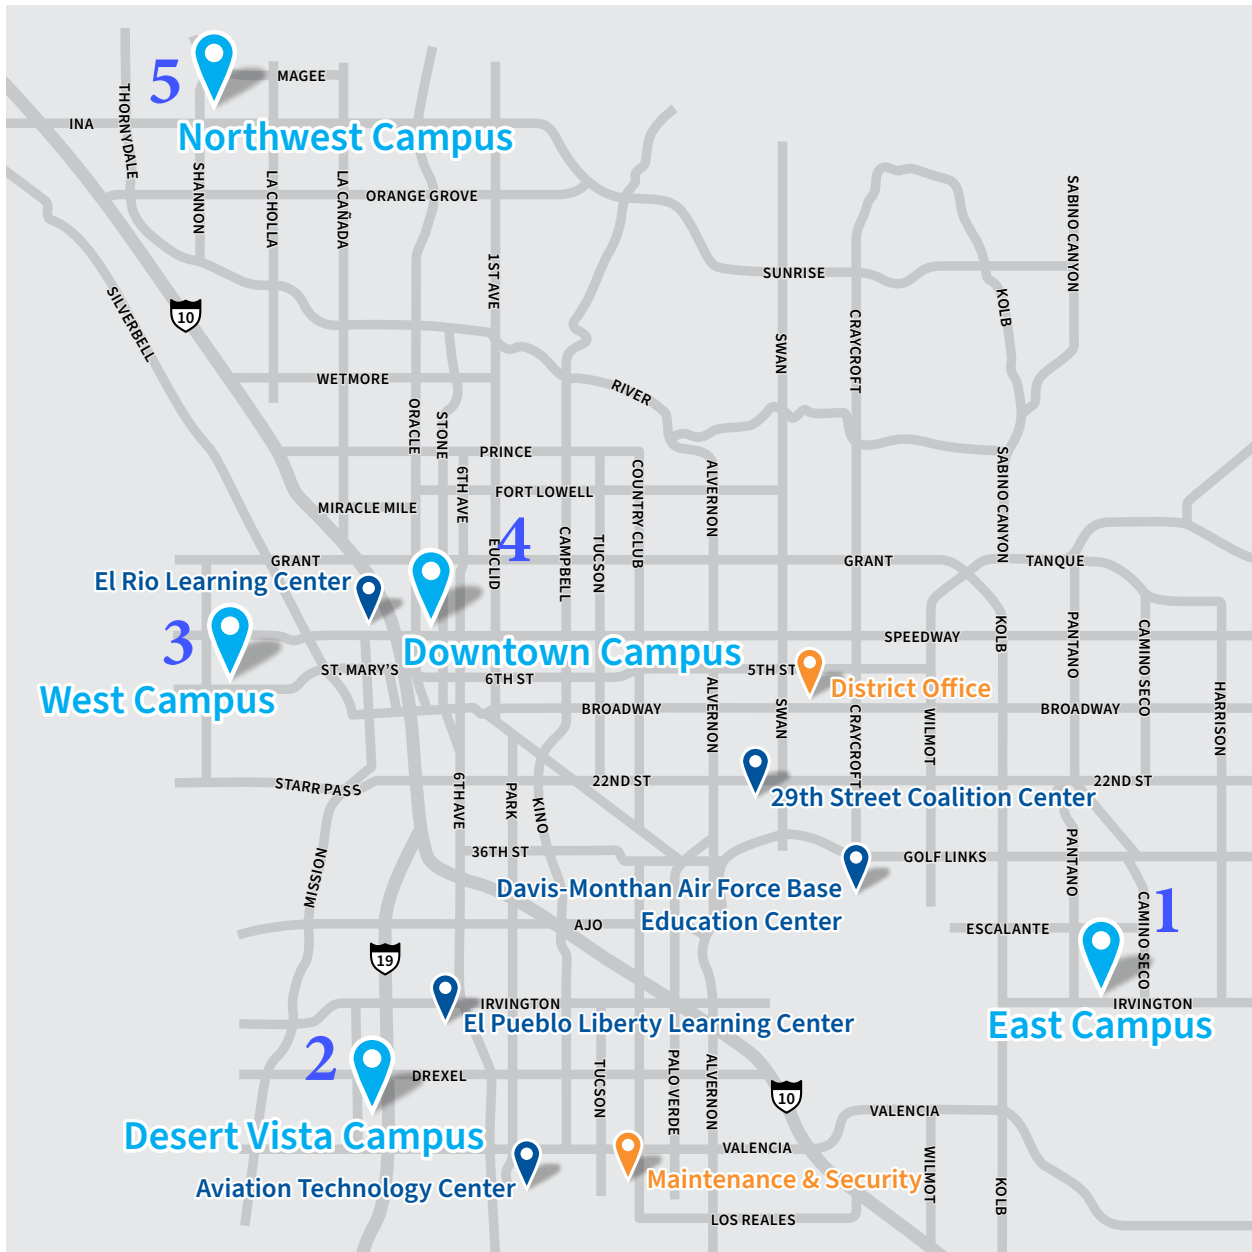 5
MAGEE
THORNYDALE
INA
Northwest Campus
SHANNON
LA CHOLLA
LA CAÑADA
ORANGE GROVE
SABINO CANYON
1ST AVE
SUNRISE
SILVERBELL
10
KOLB
CRAYCROFT
SWAN
WETMORE
RIVER
ORACLE
STONE
PRINCE
6TH AVE
FORT LOWELL
COUNTRY CLUB
ALVERNON
SABINO CANYON
MIRACLE MILE
4
EUCLID
CAMPBELL
TUCSON
GRANT
GRANT
TANQUE
El Rio Learning Center
3
KOLB
PANTANO
CAMINO SECO
SPEEDWAY
Downtown Campus
ST. MARY'S
6TH ST
5TH ST
District Office
West Campus
BROADWAY
ALVERNON
SWAN
CRAYCROFT
WILMOT
BROADWAY
HARRISON
STARR PASS
22ND ST
22ND ST
29th Street Coalition Center
6TH AVE
PARK
KINO
36TH ST
GOLF LINKS
PANTANO
MISSION
Davis-Monthan Air Force Base
Education Center
AJO
ESCALANTE
CAMINO SECO
1
19
IRVINGTON
IRVINGTON
El Pueblo Liberty Learning Center
East Campus
2
DREXEL
TUCSON
PALO VERDE
ALVERNON
10
VALENCIA
Desert Vista Campus
VALENCIA
Aviation Technology Center
Maintenance & Security
WILMOT
KOLB
LOS REALES